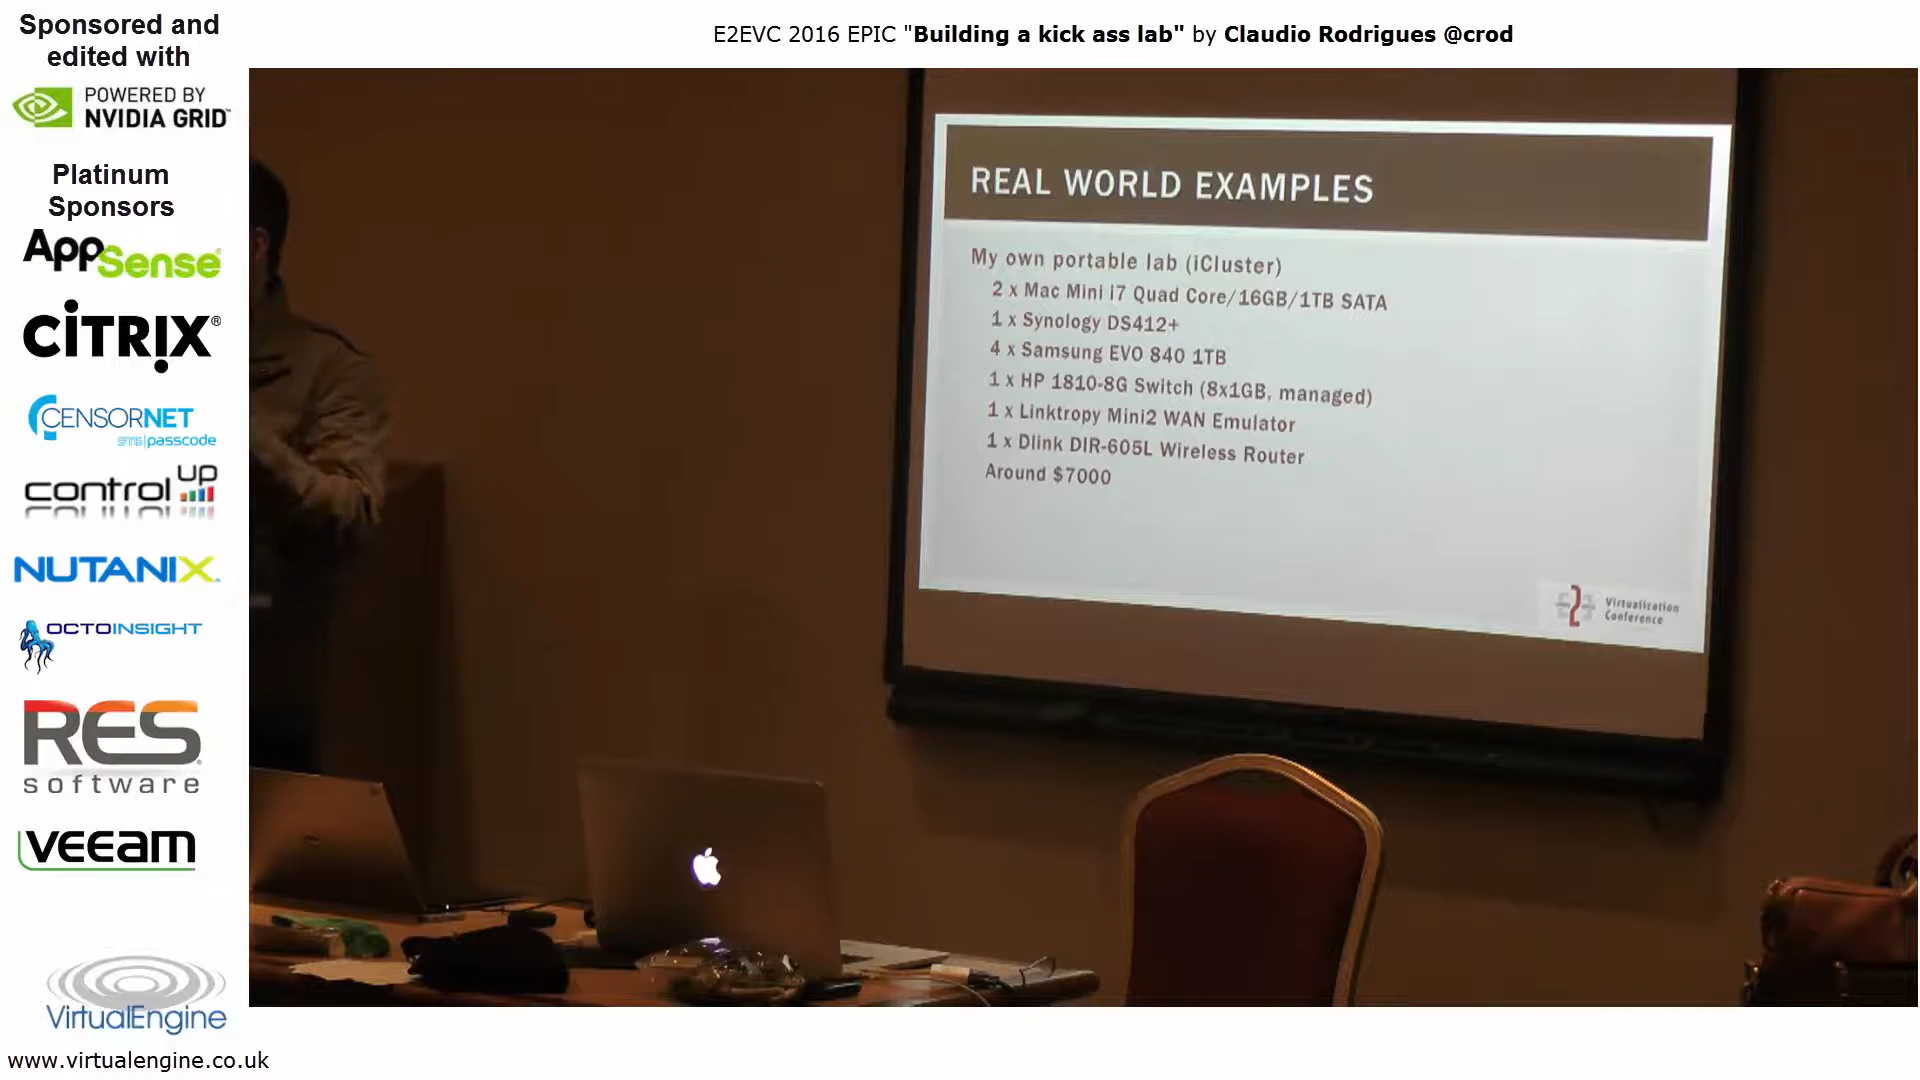 Sponsored and
edited with
POWERED BY
NVIDIA GRID
Platinum
Sponsors
AppSense
CITRIX®
CENSORNET
SMS|passcode
control UP
NUTANIX
OCTOINSIGHT
RES
software
veeam
VirtualEngine
www.virtualengine.co.uk
E2EVC 2016 EPIC "Building a kick ass lab" by Claudio Rodrigues @crod
REAL WORLD EXAMPLES
My own portable lab (iCluster)
2 x Mac Mini i7 Quad Core/16GB/1TB SATA
1 x Synology DS412+
4 x Samsung EVO 840 1TB
1 x HP 1810-8G Switch (8x1GB, managed)
1 x Linktropy Mini2 WAN Emulator
1 x Dlink DIR-605L Wireless Router
Around $7000
Virtualization
Conference